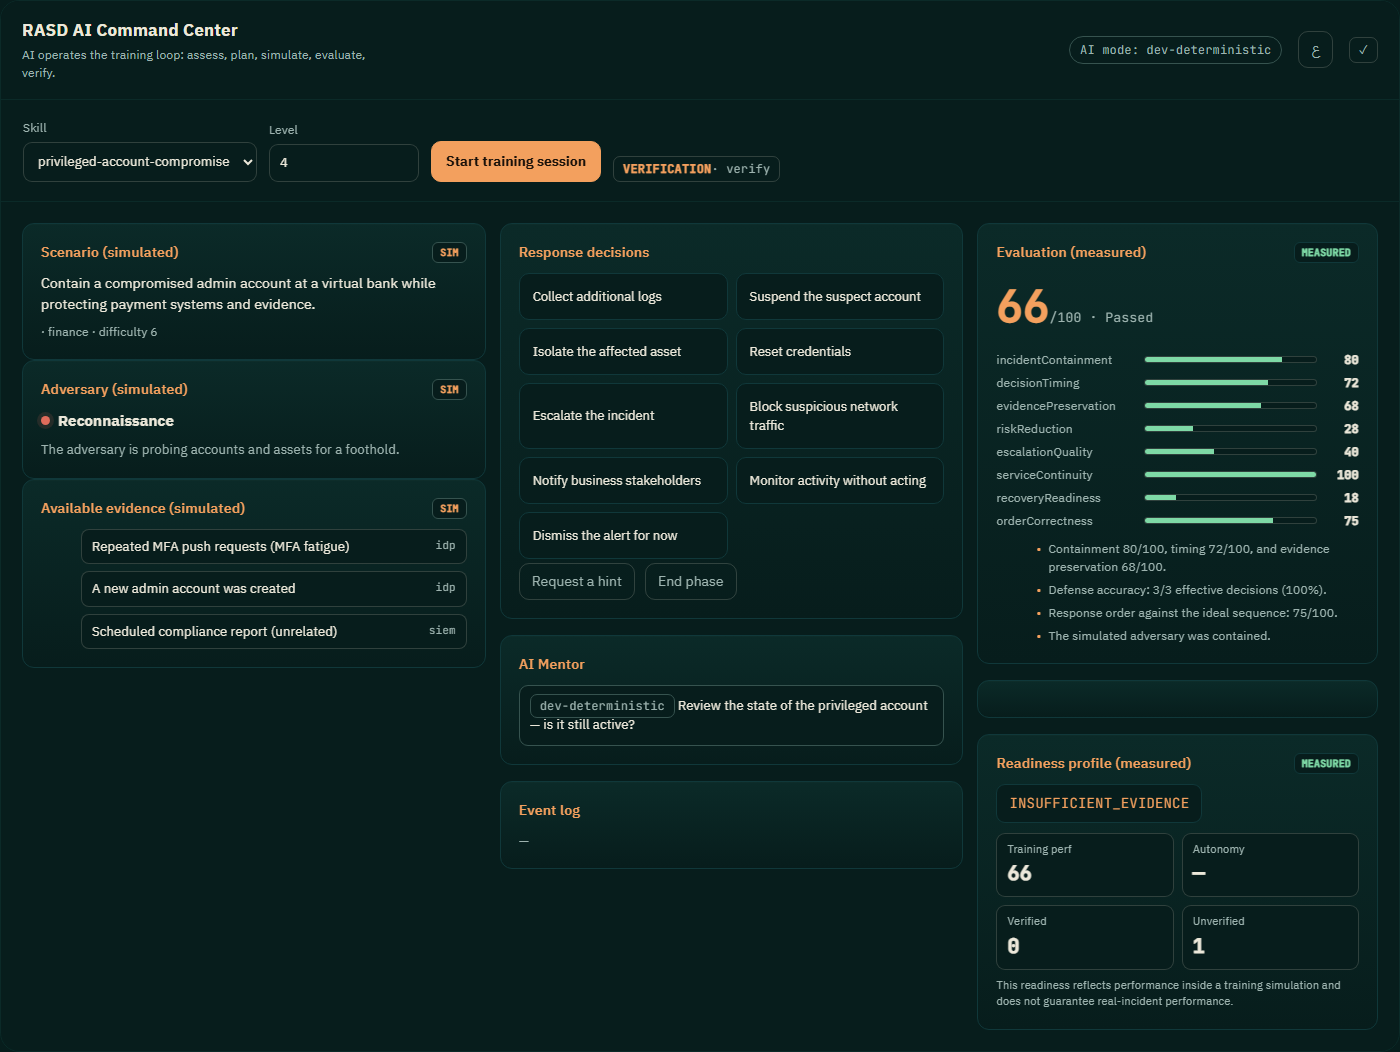 RASD AI Command Center
AI operates the training loop: assess, plan, simulate, evaluate,
verify.
AI mode: dev-deterministic
ع
✓
Skill
privileged-account-compromise
Level
4
Start training session
VERIFICATION · verify
Scenario (simulated)
SIM
Contain a compromised admin account at a virtual bank while
protecting payment systems and evidence.
· finance · difficulty 6
Adversary (simulated)
SIM
Reconnaissance
The adversary is probing accounts and assets for a foothold.
Available evidence (simulated)
SIM
Repeated MFA push requests (MFA fatigue)
idp
A new admin account was created
idp
Scheduled compliance report (unrelated)
siem
Response decisions
Collect additional logs
Suspend the suspect account
Isolate the affected asset
Reset credentials
Escalate the incident
Block suspicious network
traffic
Notify business stakeholders
Monitor activity without acting
Dismiss the alert for now
Request a hint
End phase
AI Mentor
dev-deterministic Review the state of the privileged account
— is it still active?
Event log
—
Evaluation (measured)
MEASURED
66/100 · Passed
incidentContainment 80
decisionTiming 72
evidencePreservation 68
riskReduction 28
escalationQuality 40
serviceContinuity 100
recoveryReadiness 18
orderCorrectness 75
• Containment 80/100, timing 72/100, and evidence
preservation 68/100.
• Defense accuracy: 3/3 effective decisions (100%).
• Response order against the ideal sequence: 75/100.
• The simulated adversary was contained.
Readiness profile (measured)
MEASURED
INSUFFICIENT_EVIDENCE
Training perf
66
Autonomy
—
Verified
0
Unverified
1
This readiness reflects performance inside a training simulation and
does not guarantee real-incident performance.